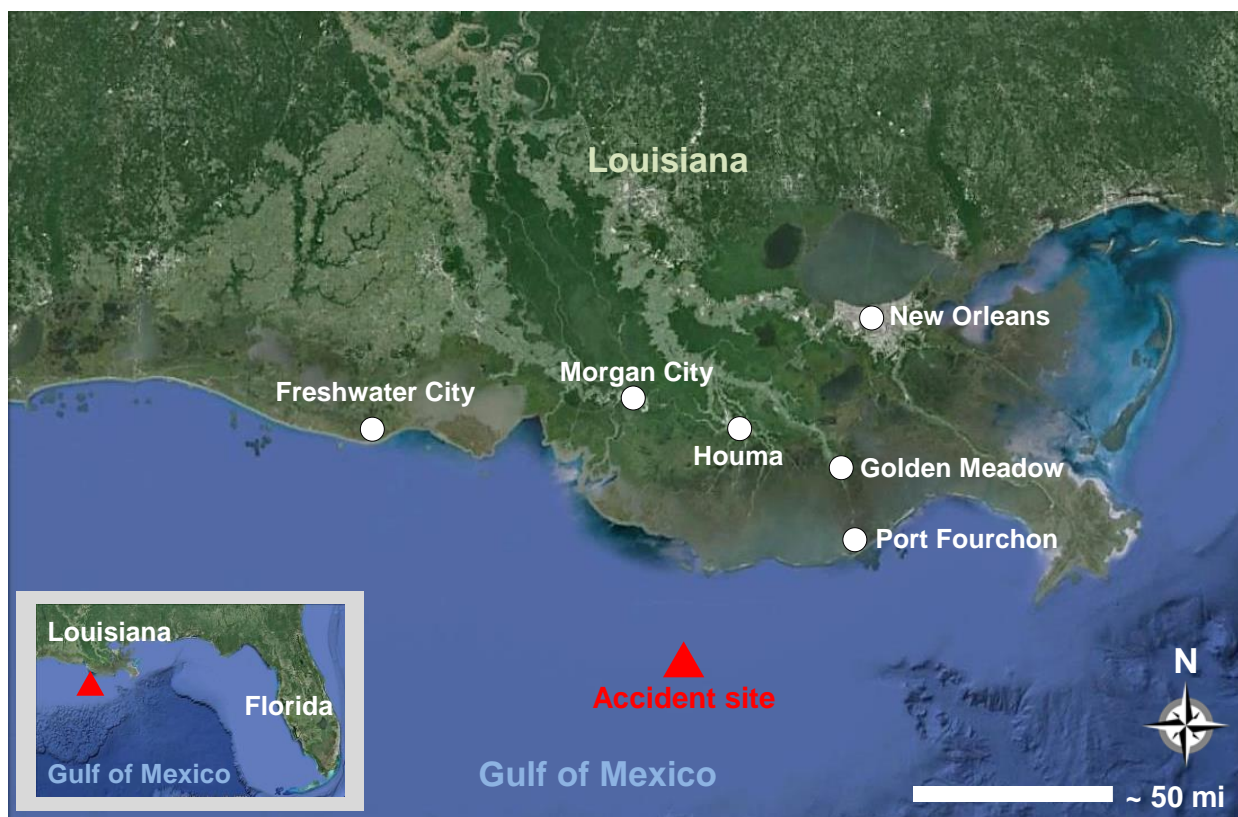 Louisiana
New Orleans
Morgan City
Freshwater City
Houma
Golden Meadow
Port Fourchon
Louisiana
Florida
Gulf of Mexico
Accident site
Gulf of Mexico
N
~ 50 mi